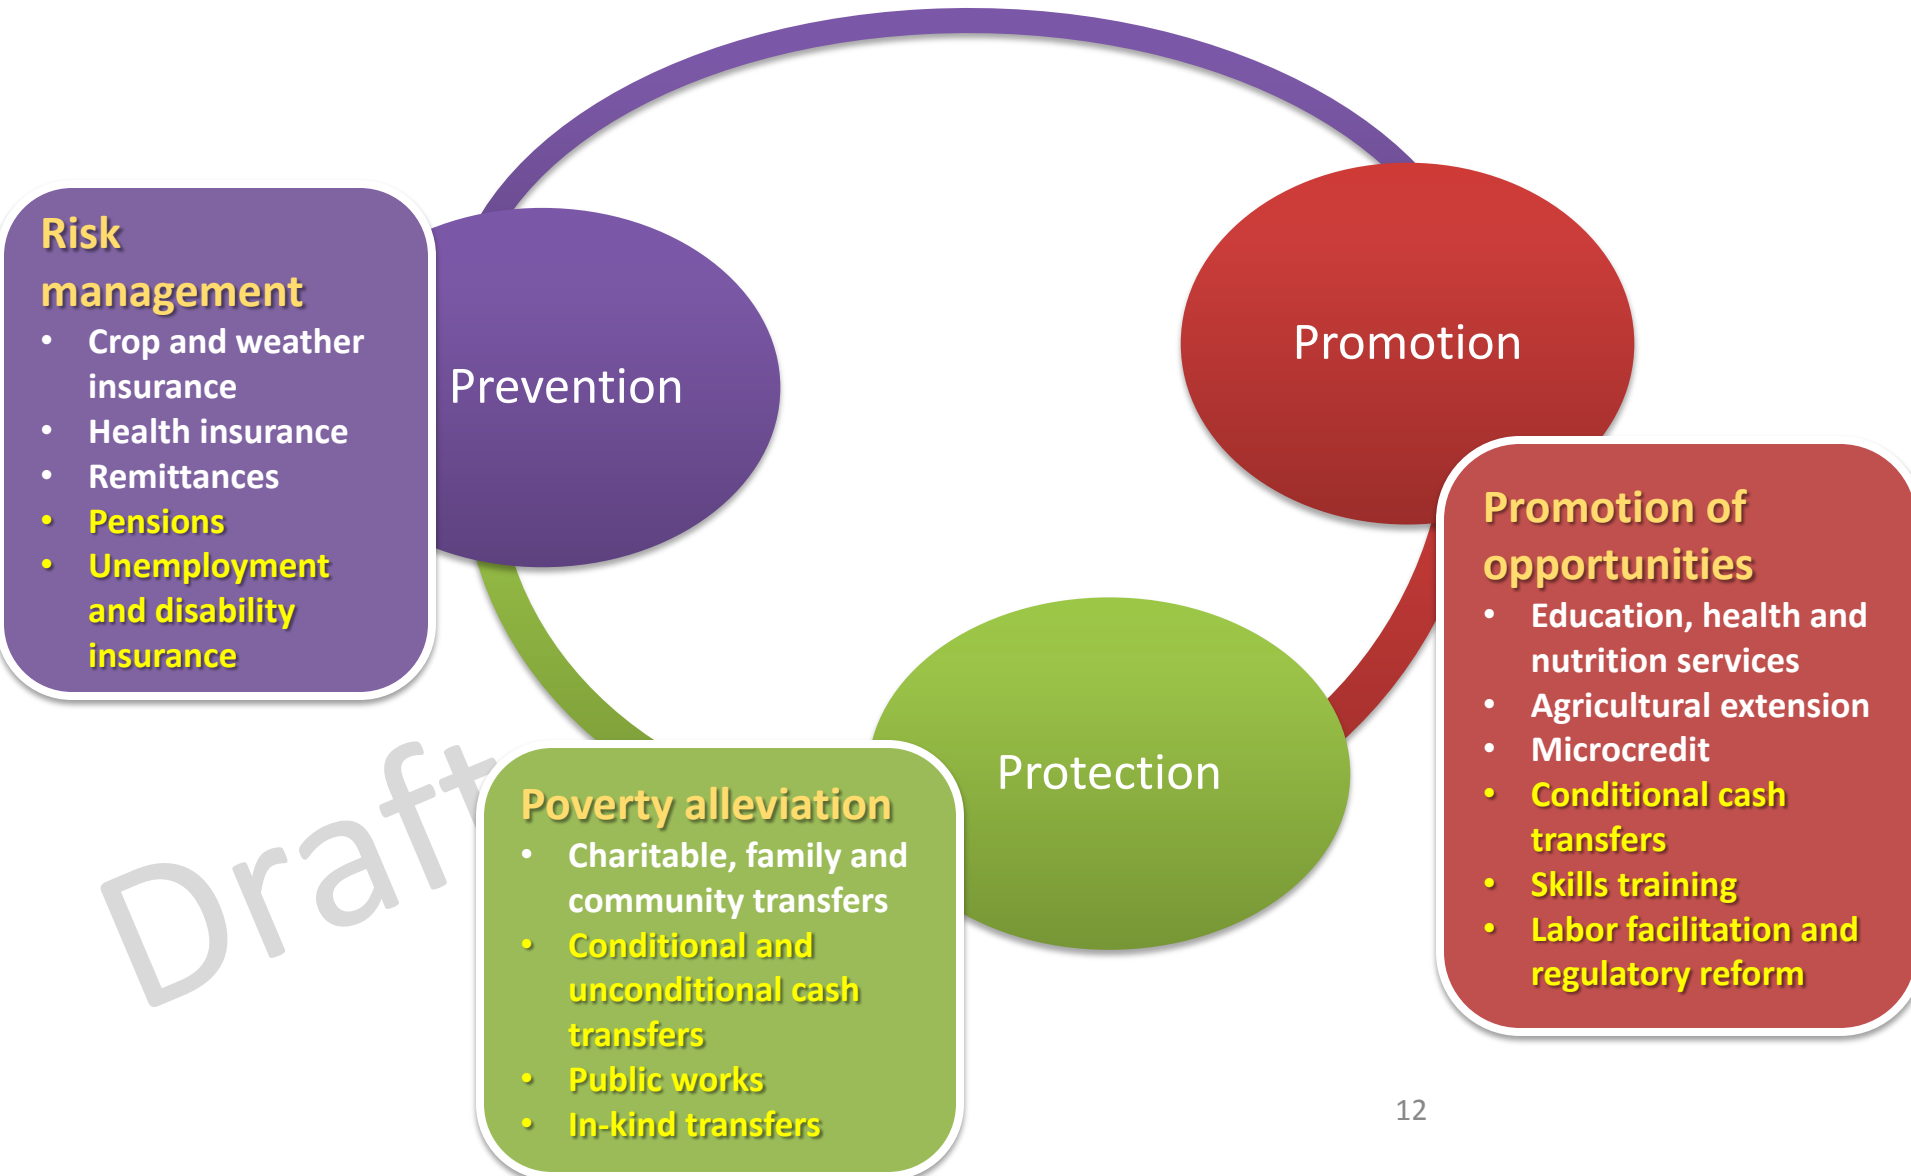 Risk
management
• Crop and weather
insurance
• Health insurance
• Remittances
• Pensions
• Unemployment
and disability
insurance
Prevention
Promotion
Promotion of
opportunities
• Education, health and
nutrition services
• Agricultural extension
• Microcredit
• Conditional cash
transfers
• Skills training
• Labor facilitation and
regulatory reform
Protection
Poverty alleviation
• Charitable, family and
community transfers
• Conditional and
unconditional cash
transfers
• Public works
• In-kind transfers
Draft
12